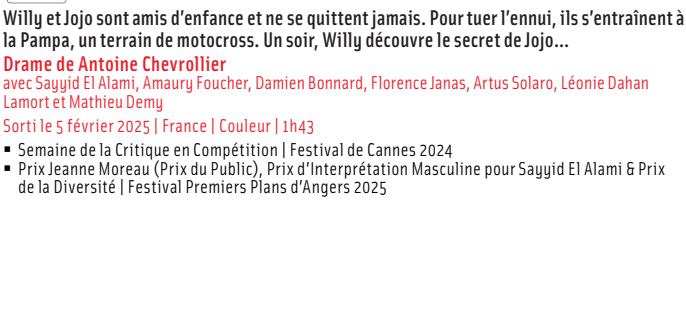 Willy et Jojo sont amis d'enfance et ne se quittent jamais. Pour tuer l'ennui, ils s'entraînent à
la Pampa, un terrain de motocross. Un soir, Willy découvre le secret de Jojo...
Drame de Antoine Chevrollier
avec Sayyid El Alami, Amaury Foucher, Damien Bonnard, Florence Janas, Artus Solaro, Léonie Dahan
Lamort et Mathieu Demy
Sorti le 5 février 2025 | France | Couleur | 1h43
▪ Semaine de la Critique en Compétition | Festival de Cannes 2024
▪ Prix Jeanne Moreau (Prix du Public), Prix d'Interprétation Masculine pour Sayyid El Alami & Prix
de la Diversité | Festival Premiers Plans d'Angers 2025